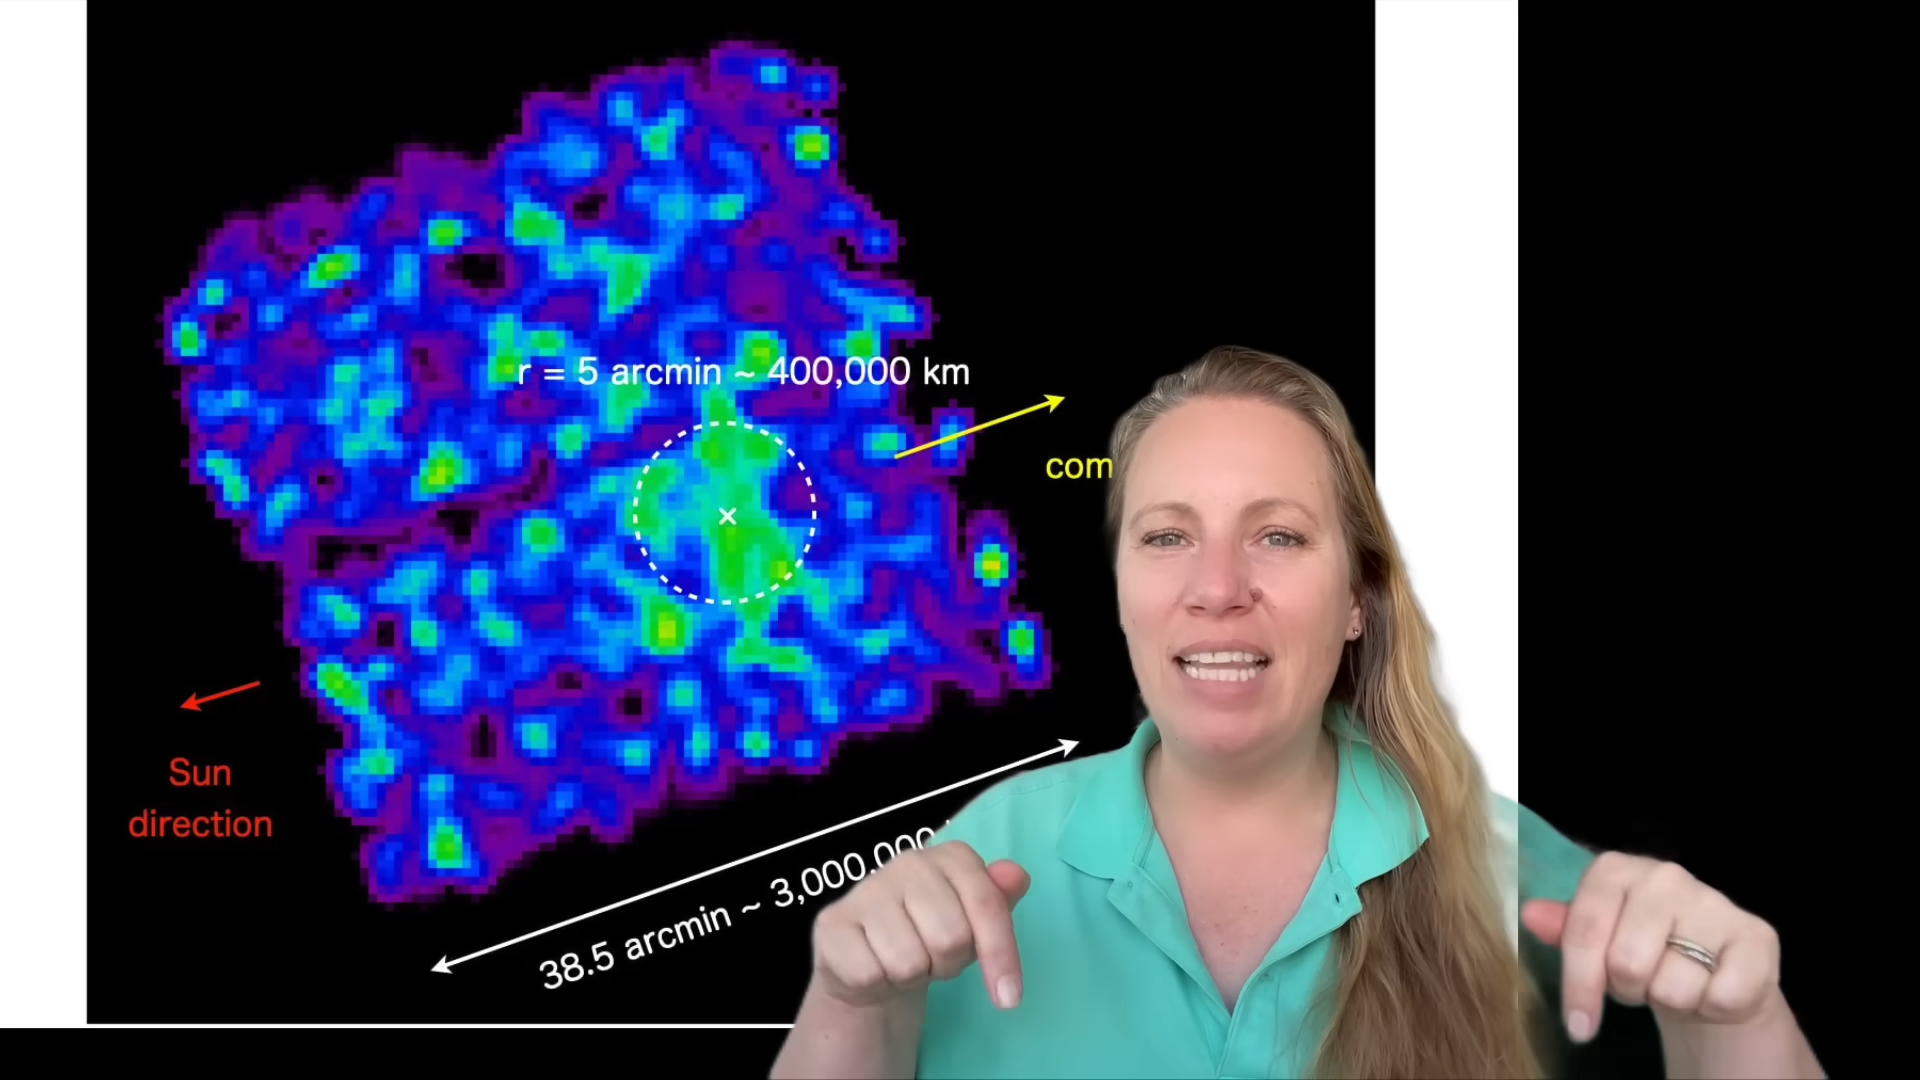 r = 5 arcmin ~ 400,000 km
com
Sun
direction
38.5 arcmin ~ 3,000,000